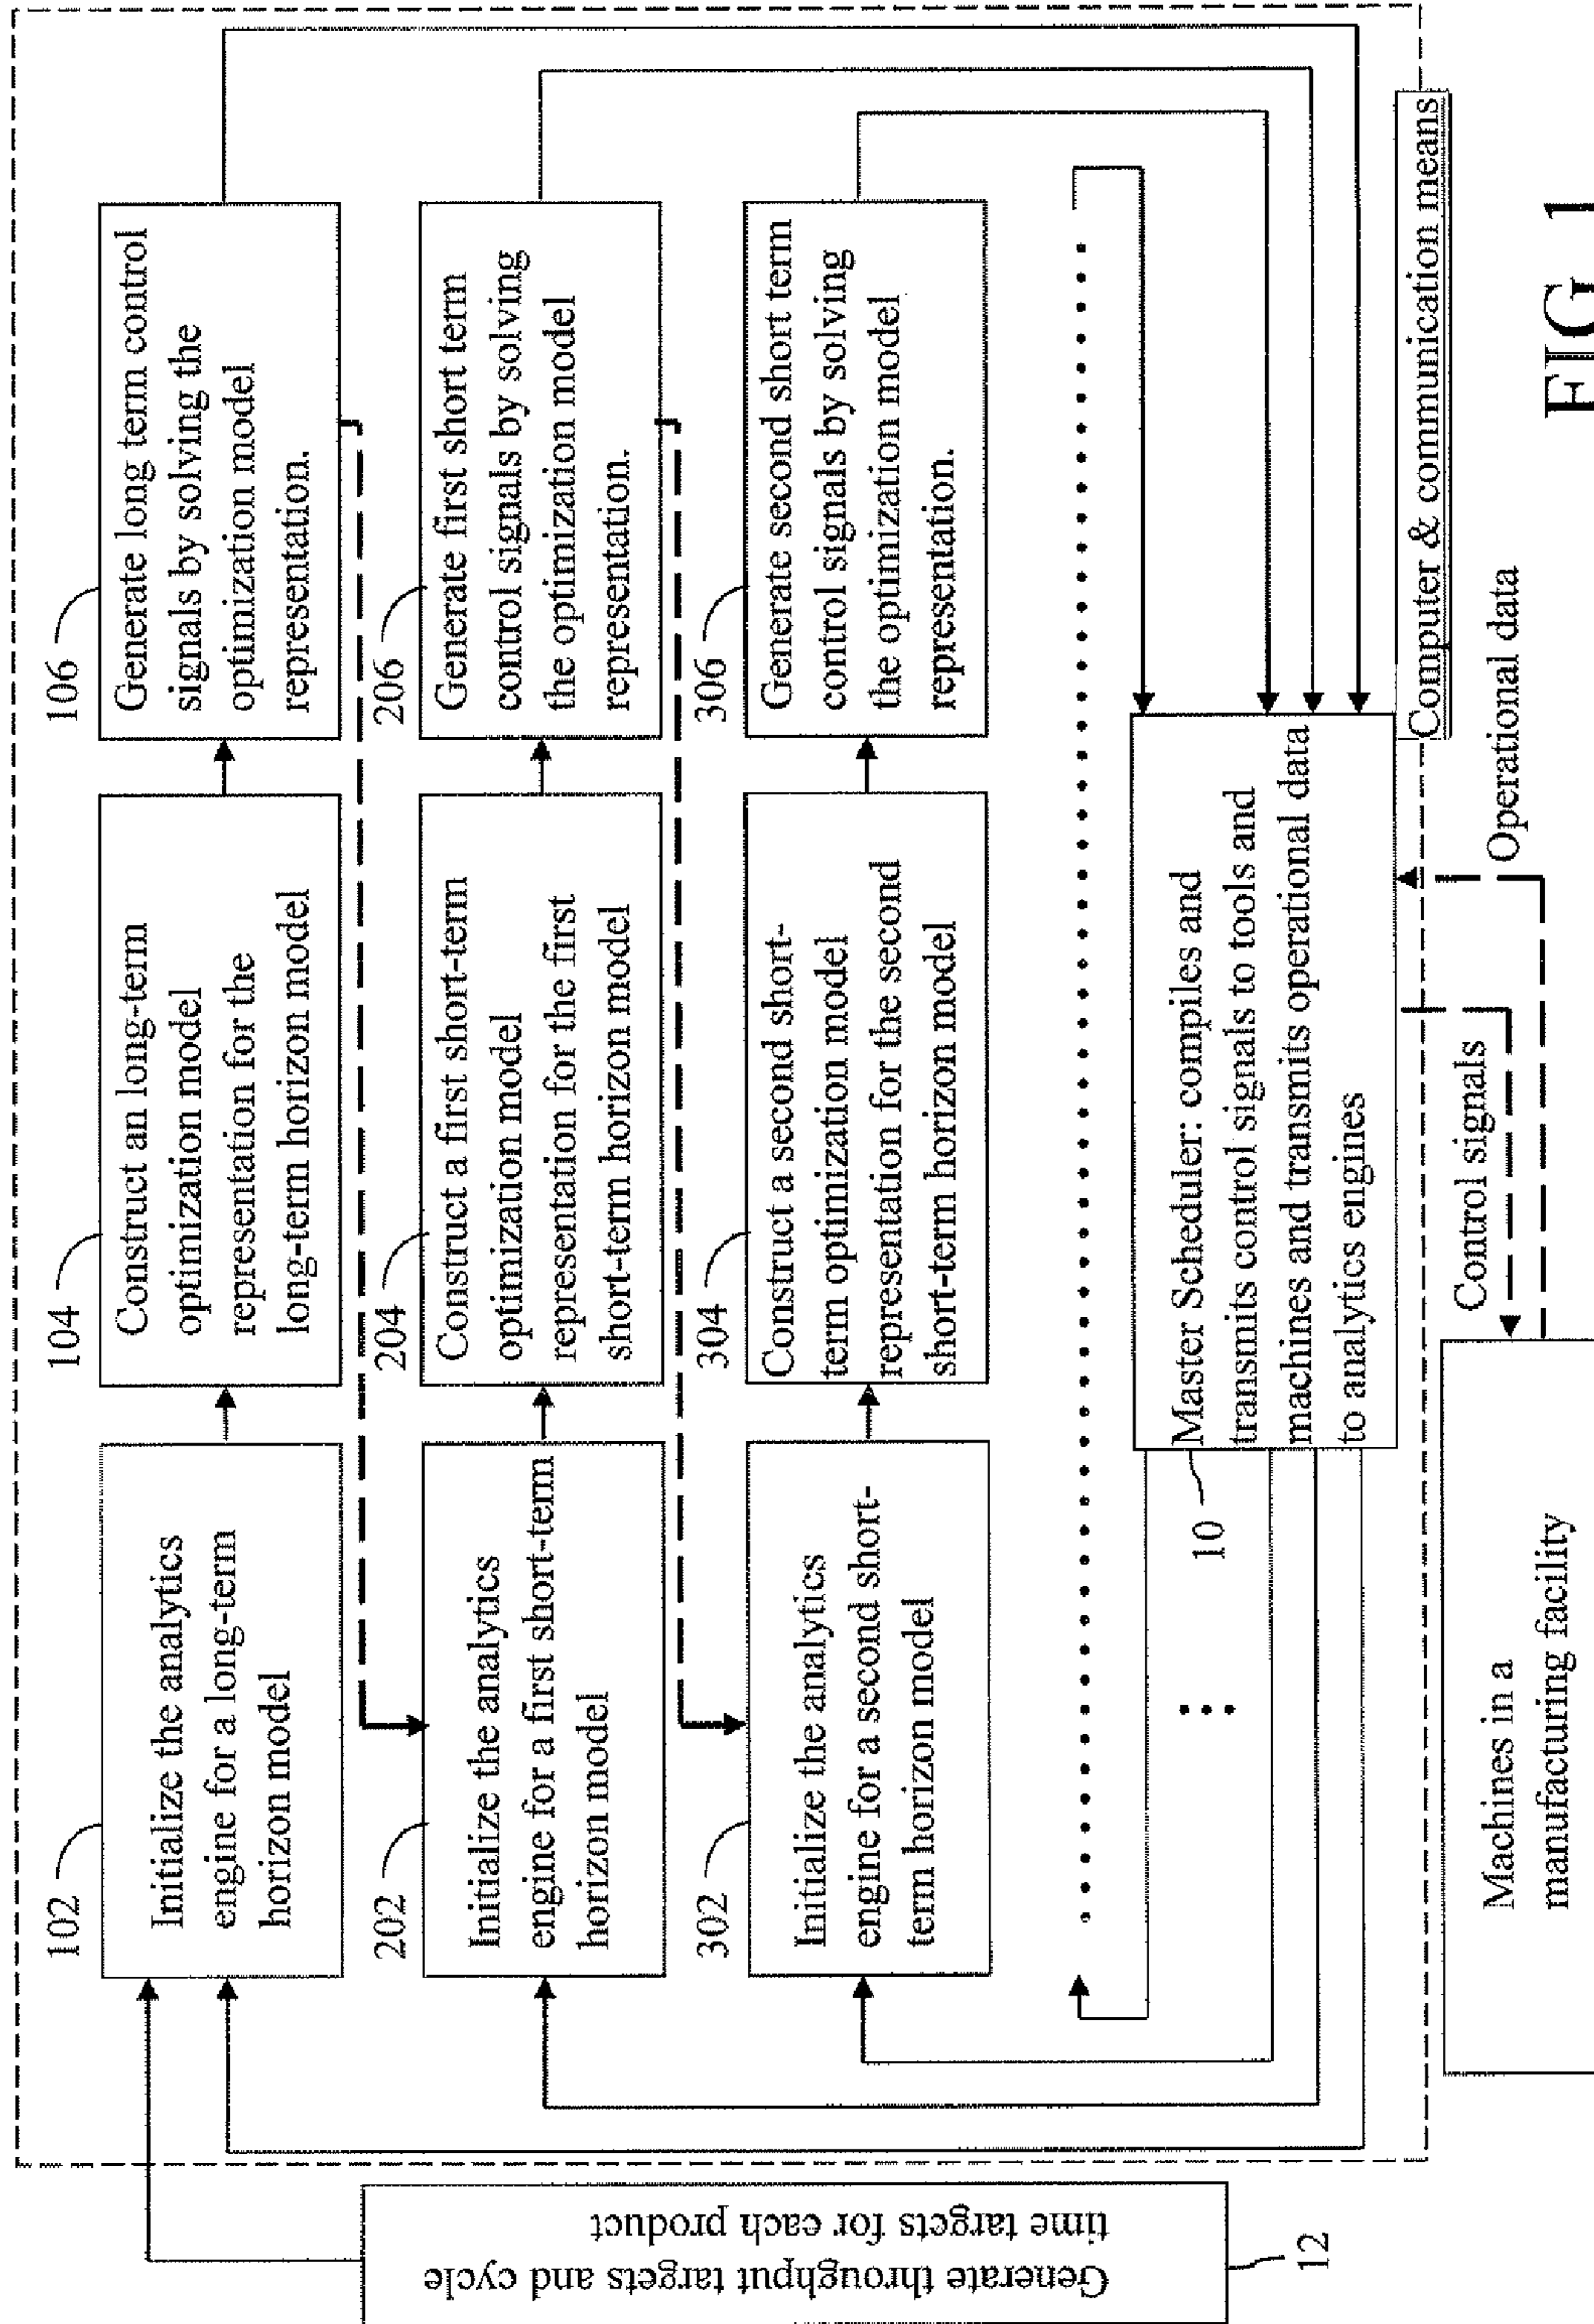 102
Initialize the analytics
engine for a long-term
horizon model
104
Construct an long-term
optimization model
representation for the
long-term horizon model
106
Generate long term control
signals by solving the
optimization model
representation.
202
Initialize the analytics
engine for a first short-term
horizon model
204
Construct a first short-term
optimization model
representation for the first
short-term horizon model
206
Generate first short term
control signals by solving
the optimization model
representation.
302
Initialize the analytics
engine for a second short-
term horizon model
304
Construct a second short-
term optimization model
representation for the second
short-term horizon model
306
Generate second short term
control signals by solving
the optimization model
representation.
10
Master Scheduler: compiles and
transmits control signals to tools and
machines and transmits operational data
to analytics engines
Computer & communication means
Generate throughput targets and cycle
time targets for each product
12
Control signals
Operational data
Machines in a
manufacturing facility
FIG 1